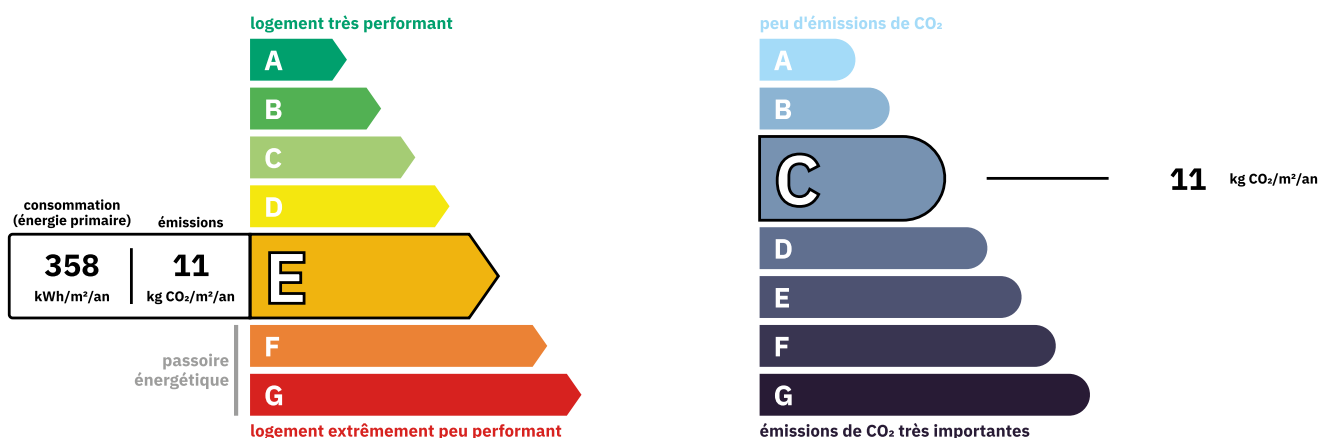 logement très performant
A
B
C
D
consommation
(énergie primaire)
émissions
358
kWh/m²/an
11
kg CO₂/m²/an
E
passoire
énergétique
F
G
logement extrêmement peu performant
peu d'émissions de CO₂
A
B
C
11
kg CO₂/m²/an
D
E
F
G
émissions de CO₂ très importantes